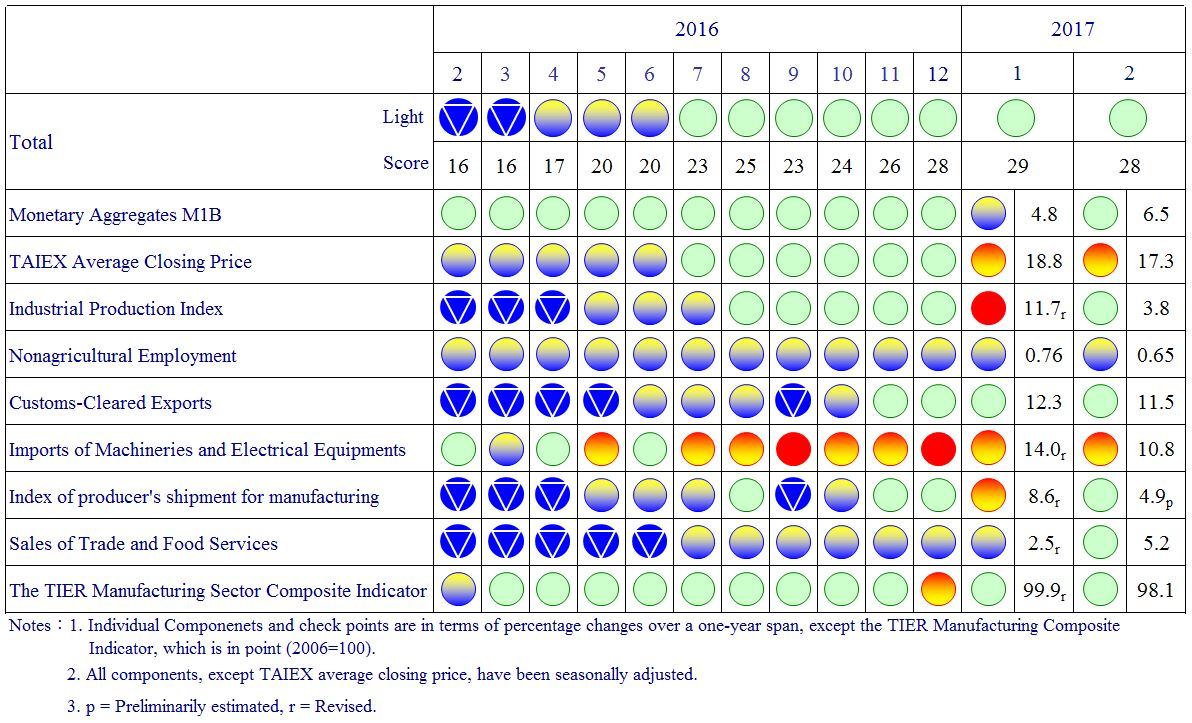 2016 2017
2 3 4 5 6 7 8 9 10 11 12 1 2
Total
Light
Score 16 16 17 20 20 23 25 23 24 26 28 29 28
Monetary Aggregates M1B 4.8 6.5
TAIEX Average Closing Price 18.8 17.3
Industrial Production Index 11.7r 3.8
Nonagricultural Employment 0.76 0.65
Customs-Cleared Exports 12.3 11.5
Imports of Machineries and Electrical Equipments 14.0r 10.8
Index of producer's shipment for manufacturing 8.6r 4.9p
Sales of Trade and Food Services 2.5r 5.2
The TIER Manufacturing Sector Composite Indicator 99.9r 98.1
Notes：1. Individual Componenets and check points are in terms of percentage changes over a one-year span, except the TIER Manufacturing Composite
Indicator, which is in point (2006=100).
2. All components, except TAIEX average closing price, have been seasonally adjusted.
3. p = Preliminarily estimated, r = Revised.